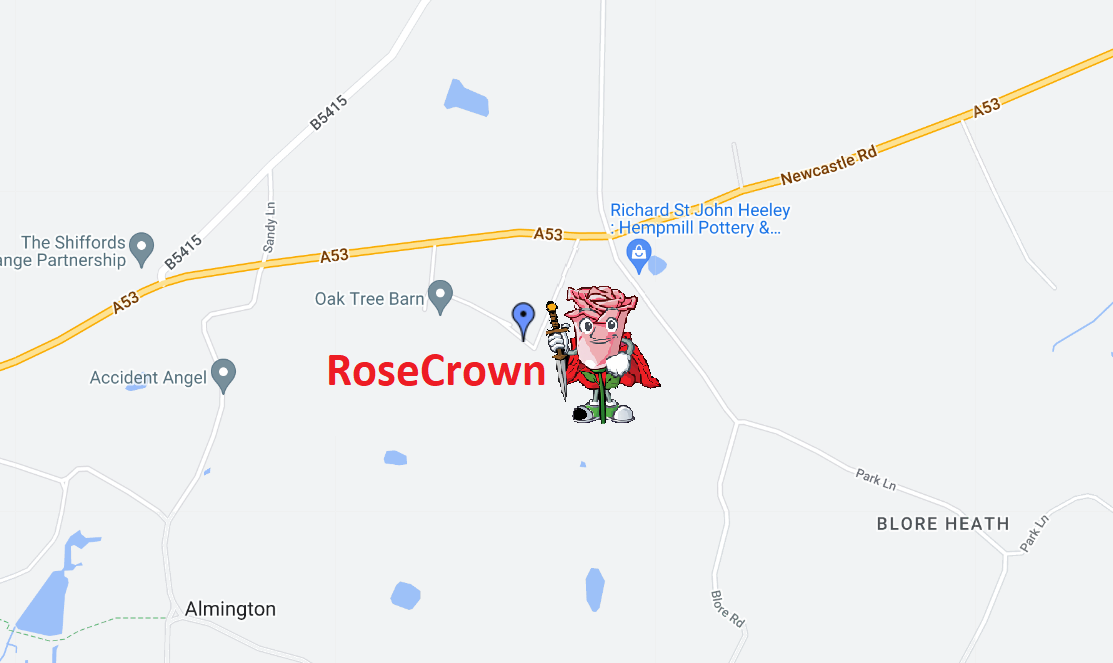 B5415
A53
Newcastle Rd
Richard St John Heeley
: Hempmill Pottery &...
Sandy Ln
The Shiffords
ange Partnership
B5415
A53
A53
A53
Oak Tree Barn
RoseCrown
Accident Angel
Park Ln
BLORE HEATH
Park Ln
Almington
Blore Rd